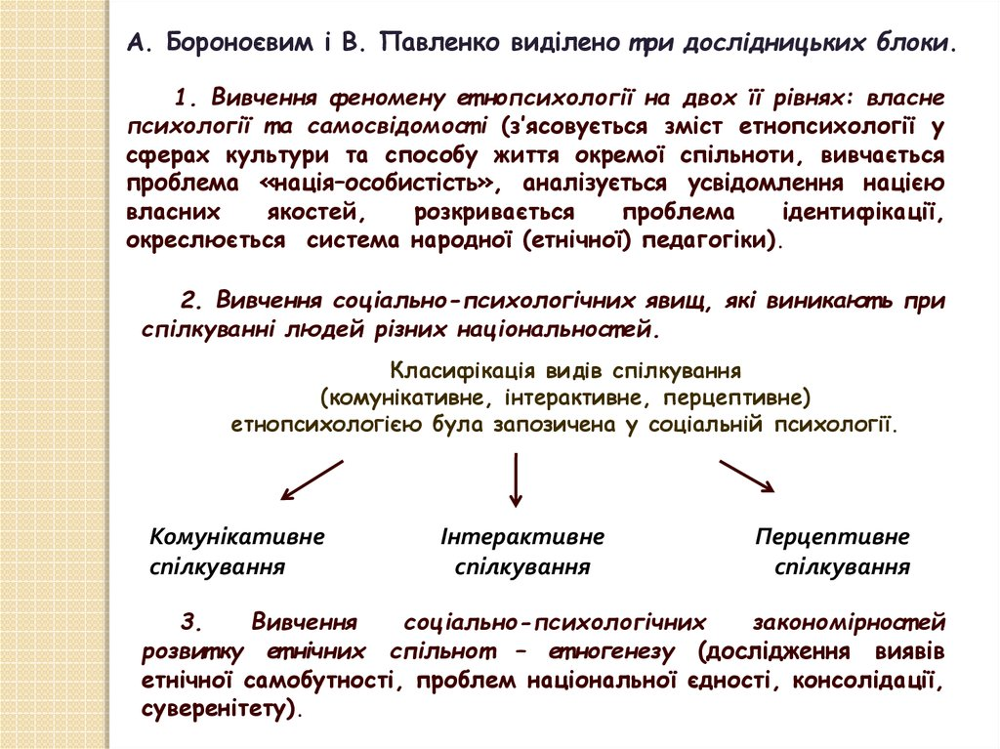 А. Бороноєвим і В. Павленко виділено три дослідницьких блоки.
1. Вивчення феномену етнопсихології на двох її рівнях: власне
психології та самосвідомості (з’ясовується зміст етнопсихології у
сферах культури та способу життя окремої спільноти, вивчається
проблема «нація–особистість», аналізується усвідомлення нацією
власних якостей, розкривається проблема ідентифікації,
окреслюється система народної (етнічної) педагогіки).
2. Вивчення соціально-психологічних явищ, які виникають при
спілкуванні людей різних національностей.
Класифікація видів спілкування
(комунікативне, інтерактивне, перцептивне)
етнопсихологією була запозичена у соціальній психології.
Комунікативне Інтерактивне Перцептивне
спілкування спілкування спілкування
3. Вивчення соціально-психологічних закономірностей
розвитку етнічних спільнот – етногенезу (дослідження виявів
етнічної самобутності, проблем національної єдності, консолідації,
суверенітету).